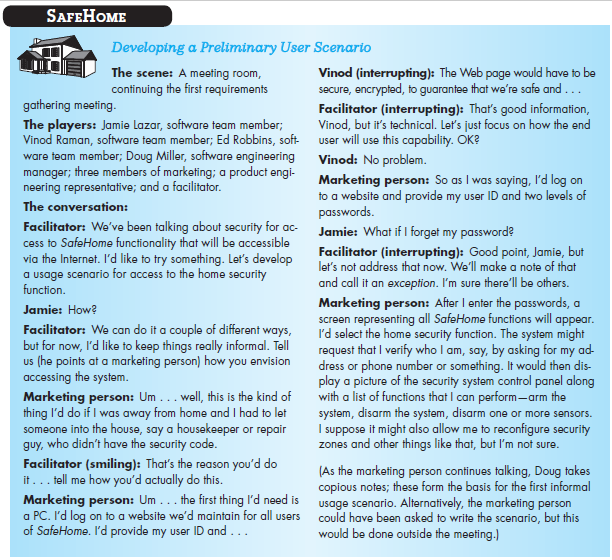 SAFEHOME
Developing a Preliminary User Scenario
The scene: A meeting room,
continuing the first requirements
gathering meeting.
The players: Jamie Lazar, software team member;
Vinod Raman, software team member; Ed Robbins, soft-
ware team member; Doug Miller, software engineering
manager; three members of marketing; a product engi-
neering representative; and a facilitator.
The conversation:
Facilitator: We've been talking about security for ac-
cess to SafeHome functionality that will be accessible
via the Internet. I'd like to try something. Let's develop
a usage scenario for access to the home security
function.
Jamie: How?
Facilitator: We can do it a couple of different ways,
but for now, I'd like to keep things really informal. Tell
us (he points at a marketing person) how you envision
accessing the system.
Marketing person: Um . . . well, this is the kind of
thing I'd do if I was away from home and I had to let
someone into the house, say a housekeeper or repair
guy, who didn't have the security code.
Facilitator (smiling): That's the reason you'd do
it . . . tell me how you'd actually do this.
Marketing person: Um . . . the first thing I'd need is
a PC. I'd log on to a website we'd maintain for all users
of SafeHome. I'd provide my user ID and . . .
Vinod (interrupting): The Web page would have to be
secure, encrypted, to guarantee that we're safe and . . .
Facilitator (interrupting): That's good information,
Vinod, but it's technical. Let's just focus on how the end
user will use this capability. OK?
Vinod: No problem.
Marketing person: So as I was saying, I'd log on
to a website and provide my user ID and two levels of
passwords.
Jamie: What if I forget my password?
Facilitator (interrupting): Good point, Jamie, but
let's not address that now. We'll make a note of that
and call it an exception. I'm sure there'll be others.
Marketing person: After I enter the passwords, a
screen representing all SafeHome functions will appear.
I'd select the home security function. The system might
request that I verify who I am, say, by asking for my ad-
dress or phone number or something. It would then dis-
play a picture of the security system control panel along
with a list of functions that I can perform—arm the
system, disarm the system, disarm one or more sensors.
I suppose it might also allow me to reconfigure security
zones and other things like that, but I'm not sure.
(As the marketing person continues talking, Doug takes
copious notes; these form the basis for the first informal
usage scenario. Alternatively, the marketing person
could have been asked to write the scenario, but this
would be done outside the meeting.)